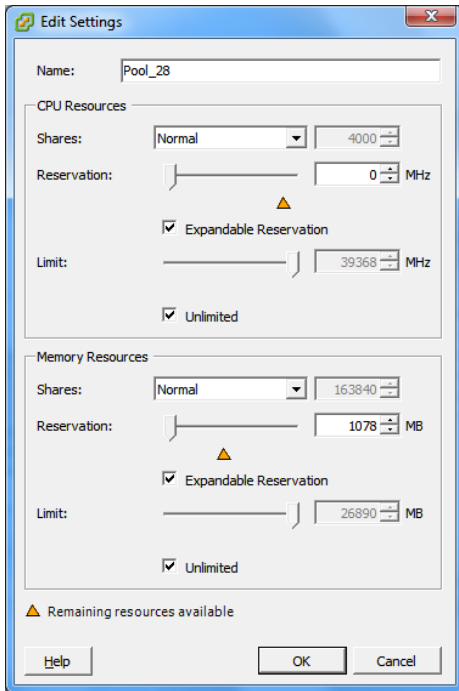 Edit Settings
Name: Pool_28
CPU Resources
Shares: Normal 4000
Reservation: 0 MHz
Expandable Reservation
Limit: 39368 MHz
Unlimited
Memory Resources
Shares: Normal 163840
Reservation: 1078 MB
Expandable Reservation
Limit: 26890 MB
Unlimited
Remaining resources available
Help OK Cancel